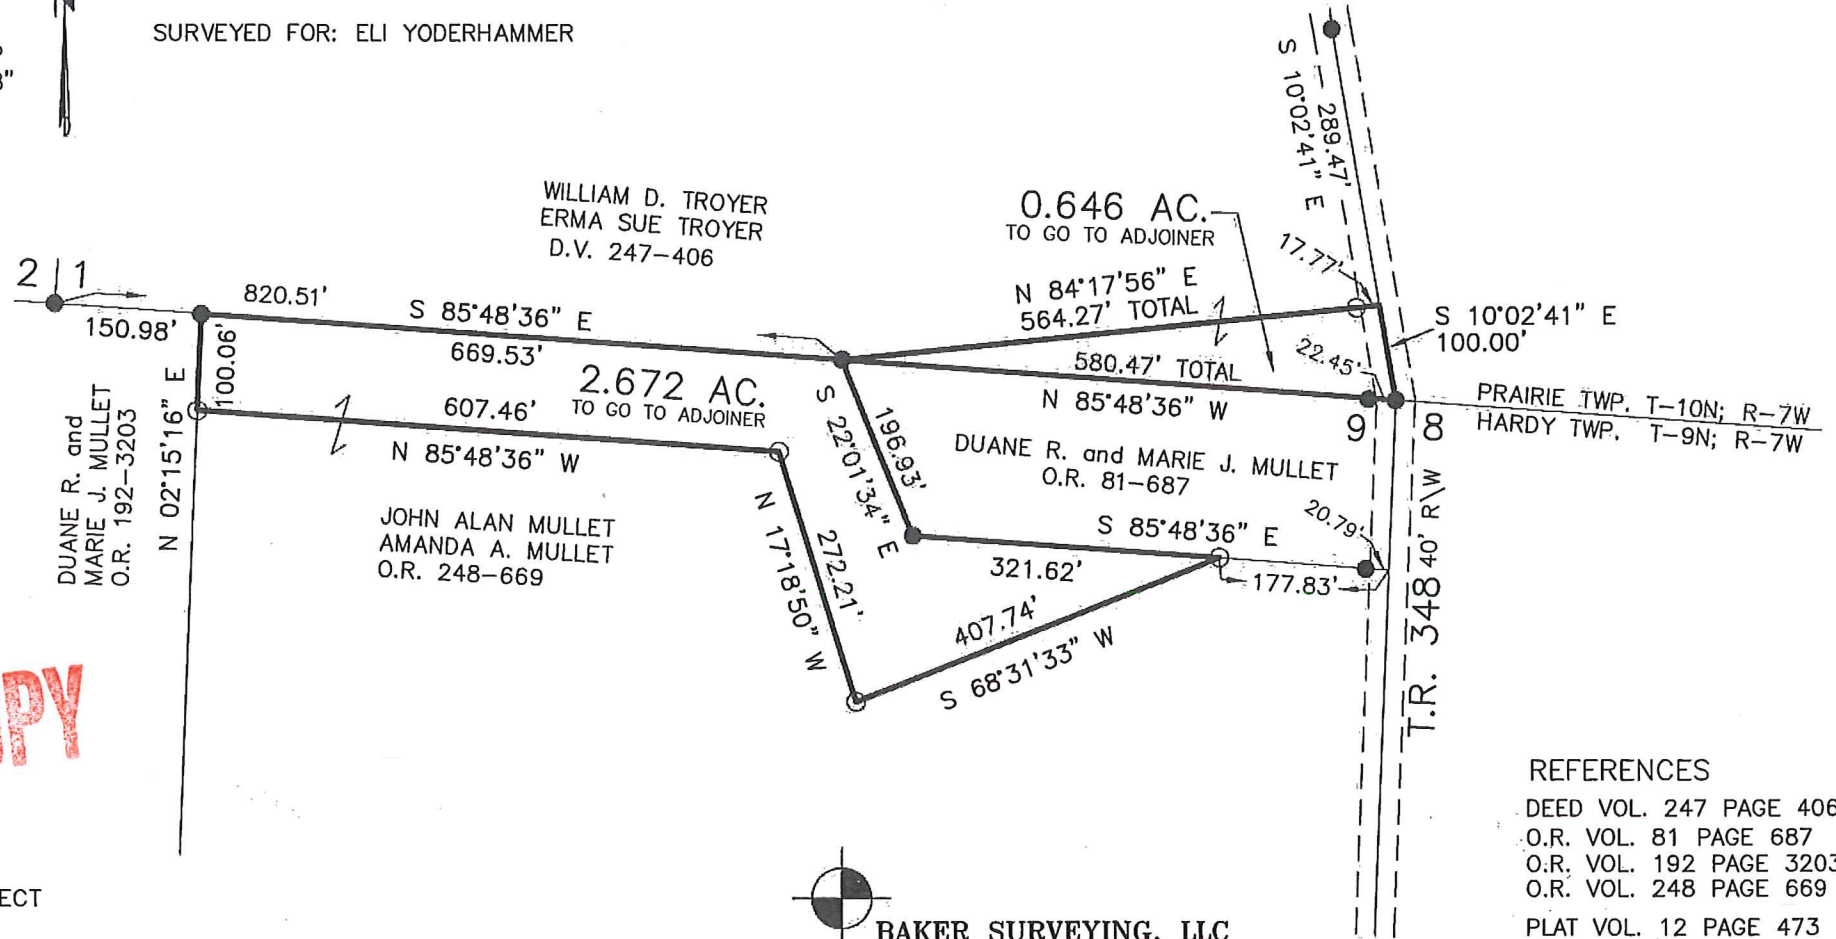 SURVEYED FOR: ELI YODERHAMMER
WILLIAM D. TROYER
ERMA SUE TROYER
D.V. 247-406
0.646 AC.
TO GO TO ADJOINER
S 10°02'41" E
289.47'
17.77'
N 84°17'56" E
564.27' TOTAL
S 10°02'41" E
100.00'
2 1
150.98'
820.51'
S 85°48'36" E
669.53'
580.47' TOTAL
N 85°48'36" W
22.45'
PRAIRIE TWP. T-10N; R-7W
HARDY TWP. T-9N; R-7W
9 8
100.06'
N 02°15'16" E
DUANE R. and
MARIE J. MULLET
O.R. 192-3203
2.672 AC.
TO GO TO ADJOINER
607.46'
N 85°48'36" W
196.93'
S 22°01'34" E
DUANE R. and MARIE J. MULLET
O.R. 81-687
JOHN ALAN MULLET
AMANDA A. MULLET
O.R. 248-669
272.21'
N 17°18'50" W
S 85°48'36" E
321.62'
20.79'
177.83'
407.74'
S 68°31'33" W
T.R. 348 40' R\W
REFERENCES
DEED VOL. 247 PAGE 406
O.R. VOL. 81 PAGE 687
O.R. VOL. 192 PAGE 3203
O.R. VOL. 248 PAGE 669
PLAT VOL. 12 PAGE 473
BAKER SURVEYING, LLC